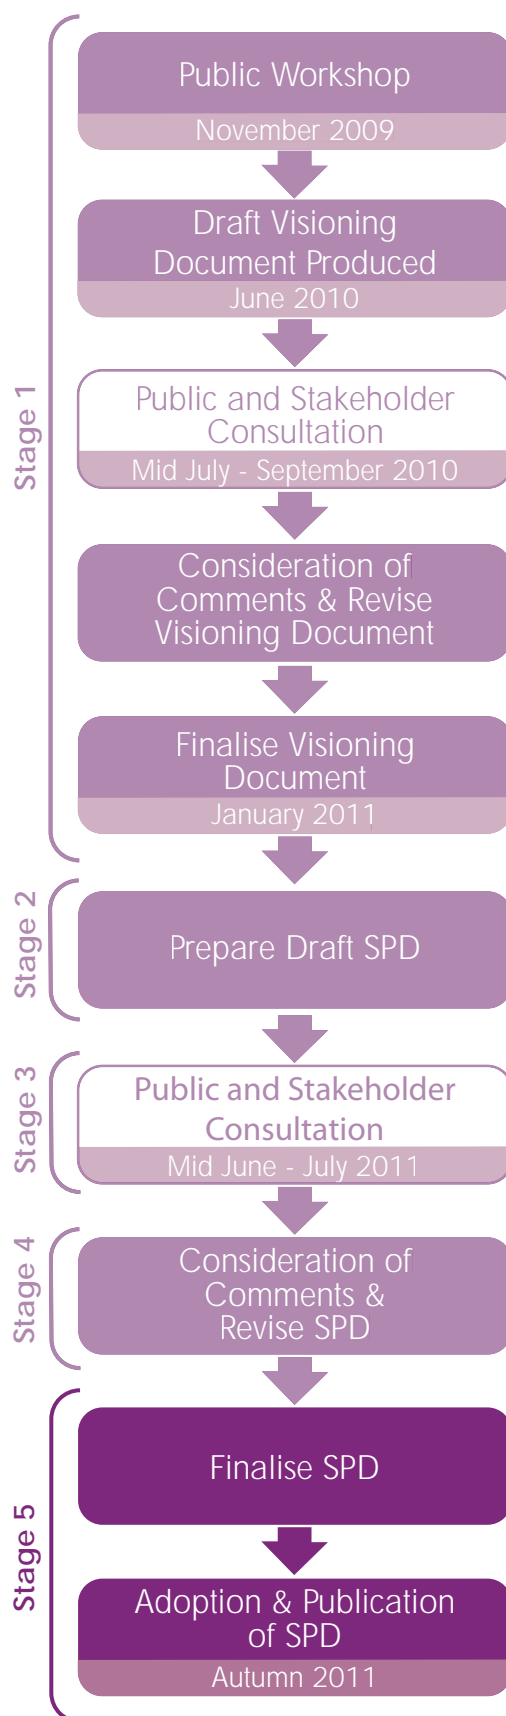 Stage 1
Public Workshop
November 2009
Draft Visioning
Document Produced
June 2010
Public and Stakeholder
Consultation
Mid July - September 2010
Consideration of
Comments & Revise
Visioning Document
Finalise Visioning
Document
January 2011
Stage 2
Prepare Draft SPD
Stage 3
Public and Stakeholder
Consultation
Mid June - July 2011
Stage 4
Consideration of
Comments &
Revise SPD
Stage 5
Finalise SPD
Adoption & Publication
of SPD
Autumn 2011